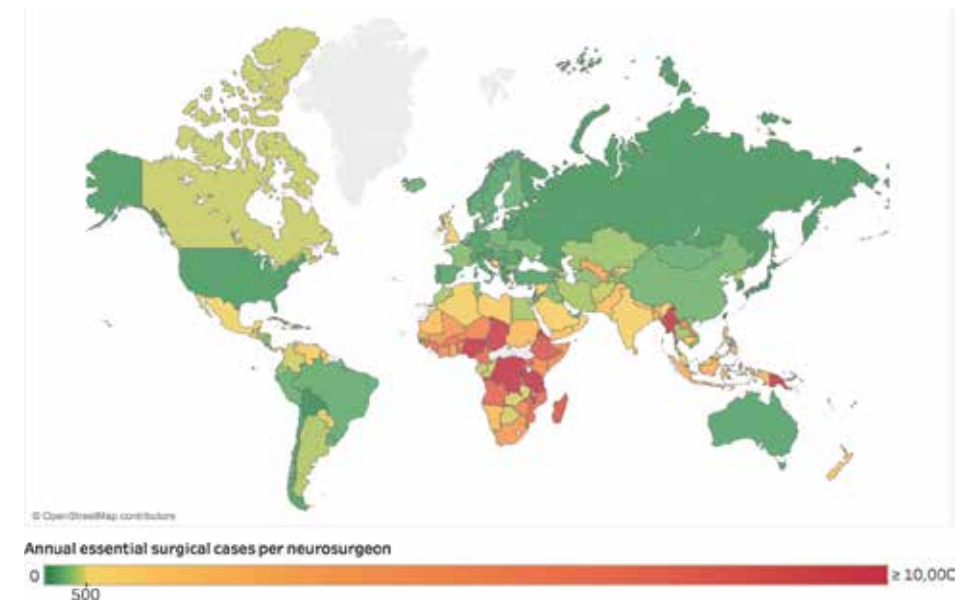 © OpenStreetMap contributors
Annual essential surgical cases per neurosurgeon
0
≥ 10,000
500